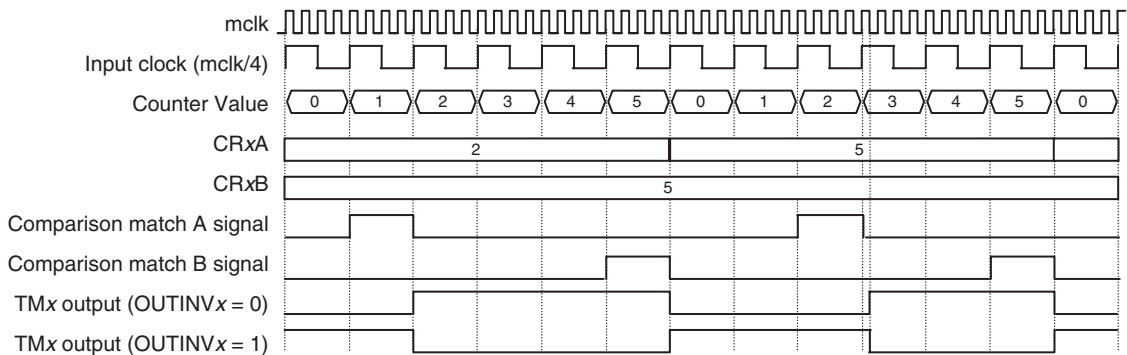 mclk
Input clock (mclk/4)
Counter Value 0 1 2 3 4 5 0 1 2 3 4 5 0
CRxA 2 5
CRxB 5
Comparison match A signal
Comparison match B signal
TMx output (OUTINVx = 0)
TMx output (OUTINVx = 1)